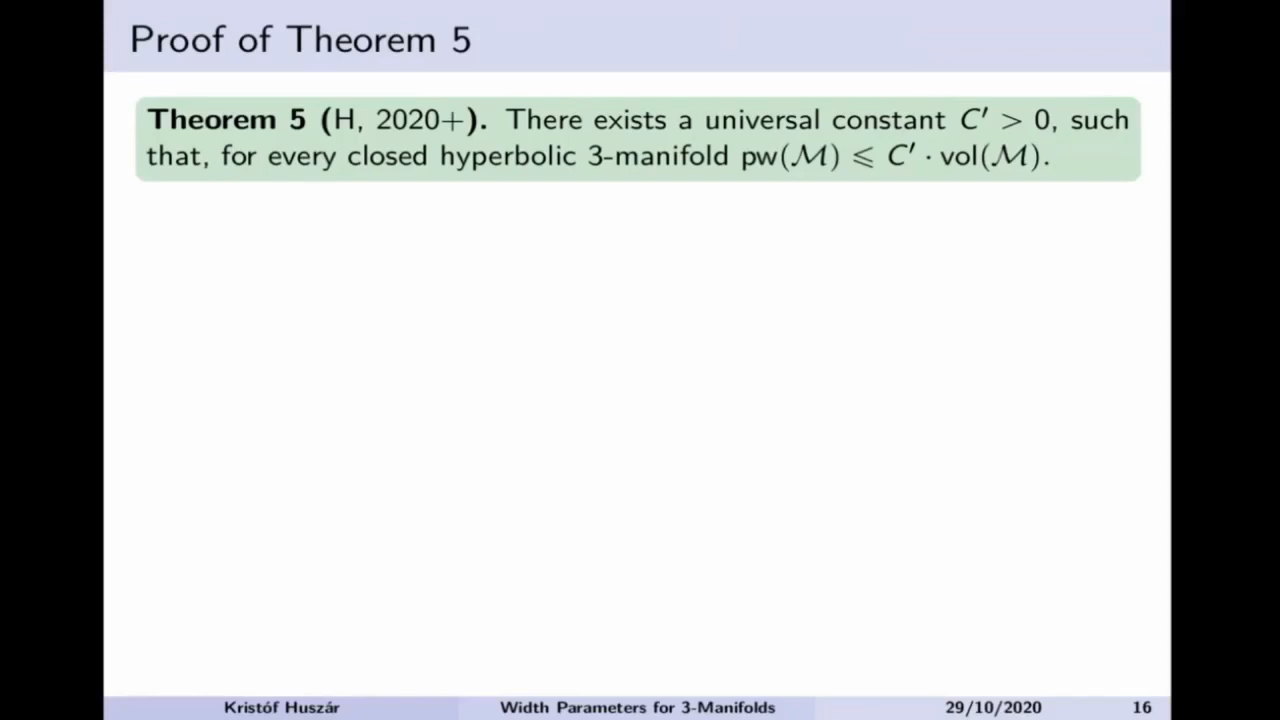 Proof of Theorem 5
Theorem 5 (H, 2020+). There exists a universal constant C′ > 0, such
that, for every closed hyperbolic 3-manifold pw(ℳ) ⩽ C′ · vol(ℳ).
Kristóf Huszár Width Parameters for 3-Manifolds 29/10/2020 16